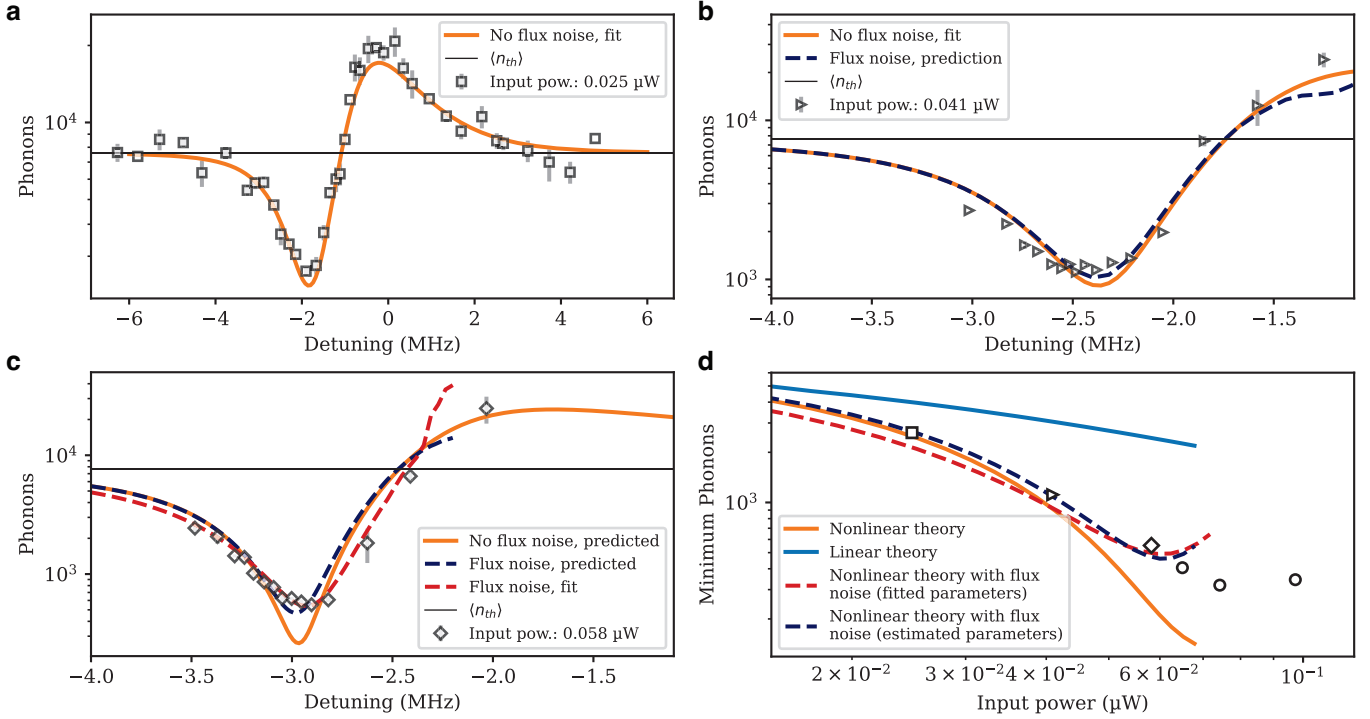 a
No flux noise, fit
⟨n_th⟩
Input pow.: 0.025 µW
Phonons
10^4
−6
−4
−2
0
2
4
6
Detuning (MHz)
b
No flux noise, fit
Flux noise, prediction
⟨n_th⟩
Input pow.: 0.041 µW
Phonons
10^4
10^3
−4.0
−3.5
−3.0
−2.5
−2.0
−1.5
Detuning (MHz)
c
Phonons
10^4
10^3
No flux noise, predicted
Flux noise, predicted
Flux noise, fit
⟨n_th⟩
Input pow.: 0.058 µW
−4.0
−3.5
−3.0
−2.5
−2.0
−1.5
Detuning (MHz)
d
Minimum Phonons
10^3
Nonlinear theory
Linear theory
Nonlinear theory with flux
noise (fitted parameters)
Nonlinear theory with flux
noise (estimated parameters)
2 × 10^−2
3 × 10^−2
4 × 10^−2
6 × 10^−2
10^−1
Input power (µW)